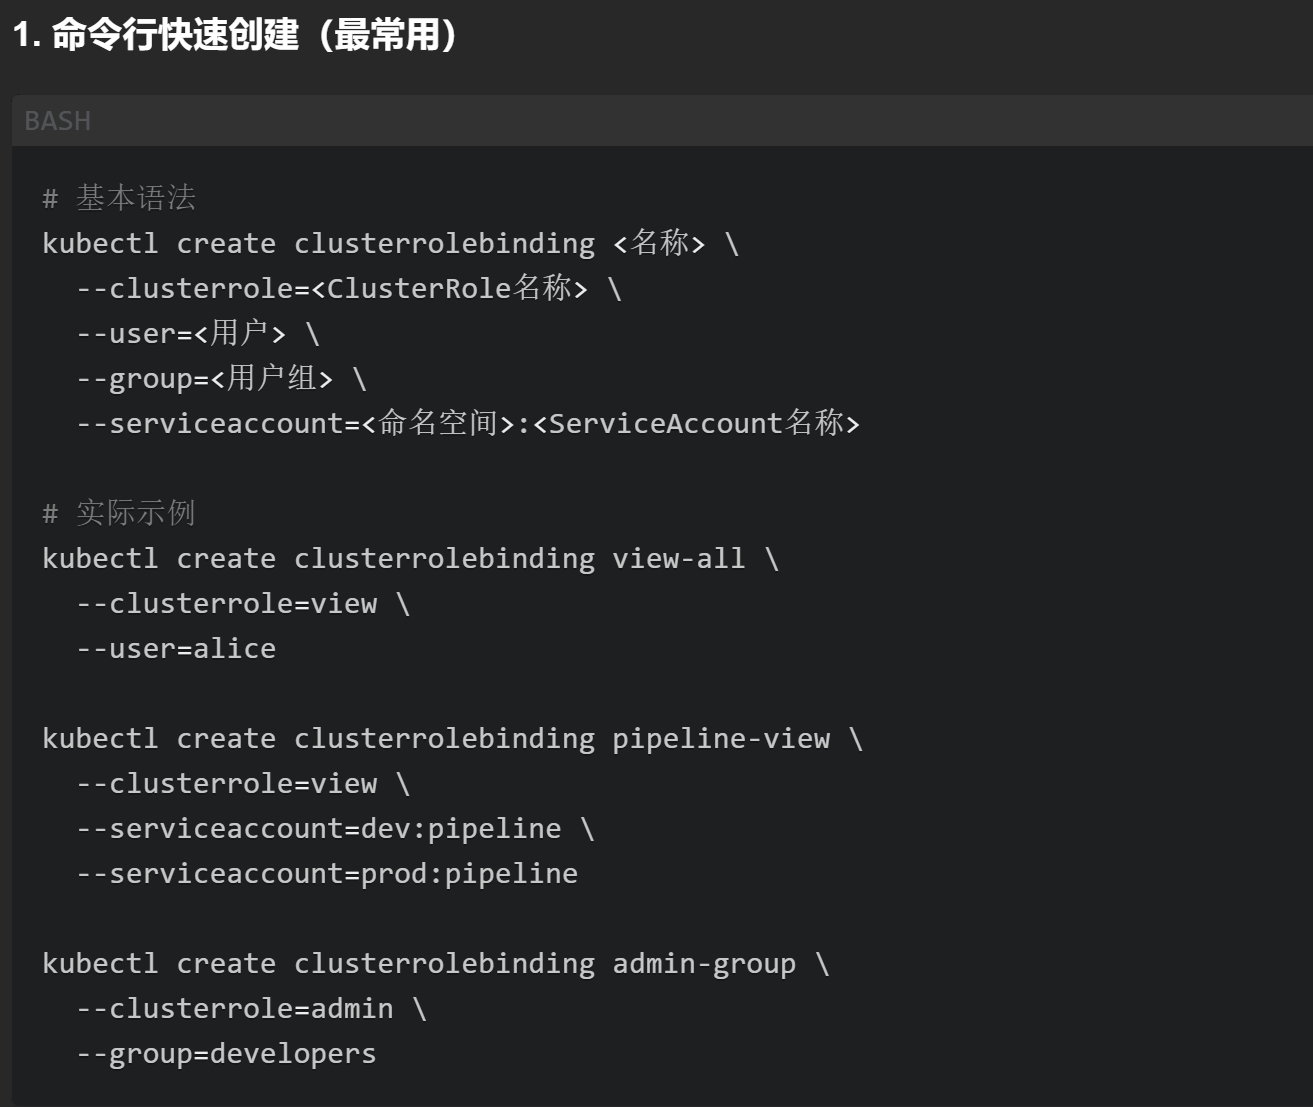 1. 命令行快速创建（最常用）
BASH
# 基本语法
kubectl create clusterrolebinding <名称> \
  --clusterrole=<ClusterRole名称> \
  --user=<用户> \
  --group=<用户组> \
  --serviceaccount=<命名空间>:<ServiceAccount名称>

# 实际示例
kubectl create clusterrolebinding view-all \
  --clusterrole=view \
  --user=alice

kubectl create clusterrolebinding pipeline-view \
  --clusterrole=view \
  --serviceaccount=dev:pipeline \
  --serviceaccount=prod:pipeline

kubectl create clusterrolebinding admin-group \
  --clusterrole=admin \
  --group=developers